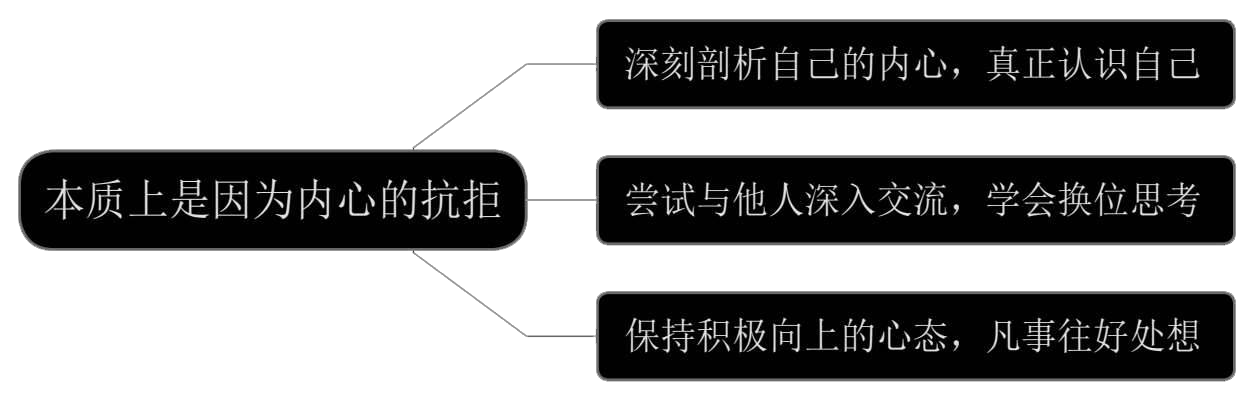 本质上是因为内心的抗拒
深刻剖析自己的内心，真正认识自己
尝试与他人深入交流，学会换位思考
保持积极向上的心态，凡事往好处想